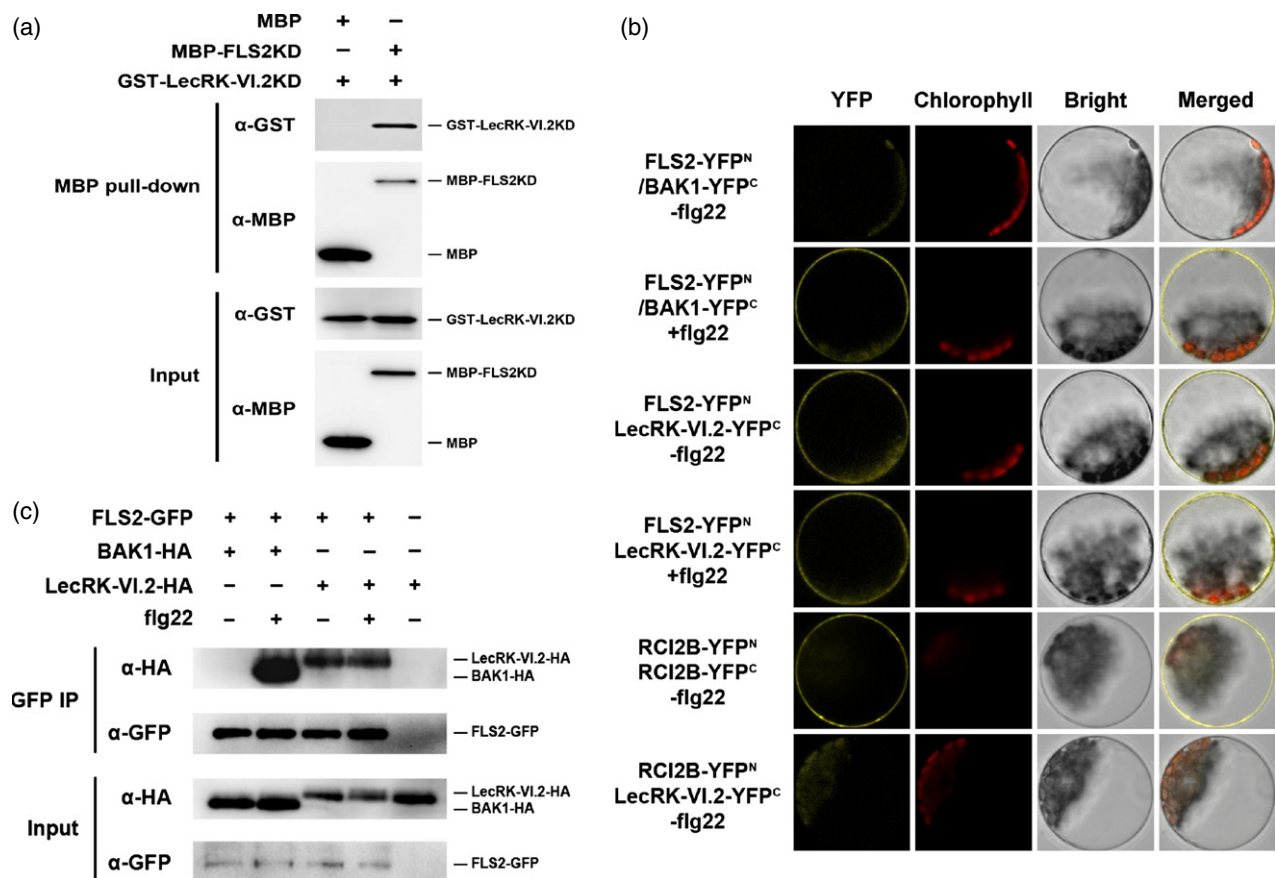 (a)
MBP + −
MBP-FLS2KD − +
GST-LecRK-VI.2KD + +
MBP pull-down
α-GST
GST-LecRK-VI.2KD
α-MBP
MBP-FLS2KD
MBP
Input
α-GST
GST-LecRK-VI.2KD
α-MBP
MBP-FLS2KD
MBP
(b)
YFP Chlorophyll Bright Merged
FLS2-YFPᴺ
/BAK1-YFPᶜ
-flg22
FLS2-YFPᴺ
/BAK1-YFPᶜ
+flg22
FLS2-YFPᴺ
LecRK-VI.2-YFPᶜ
-flg22
FLS2-YFPᴺ
LecRK-VI.2-YFPᶜ
+flg22
RCI2B-YFPᴺ
RCI2B-YFPᶜ
-flg22
RCI2B-YFPᴺ
LecRK-VI.2-YFPᶜ
-flg22
(c)
FLS2-GFP + + + + −
BAK1-HA + + − − −
LecRK-VI.2-HA − − + + +
flg22 − + − + −
GFP IP
α-HA
LecRK-VI.2-HA
BAK1-HA
α-GFP
FLS2-GFP
Input
α-HA
LecRK-VI.2-HA
BAK1-HA
α-GFP
FLS2-GFP